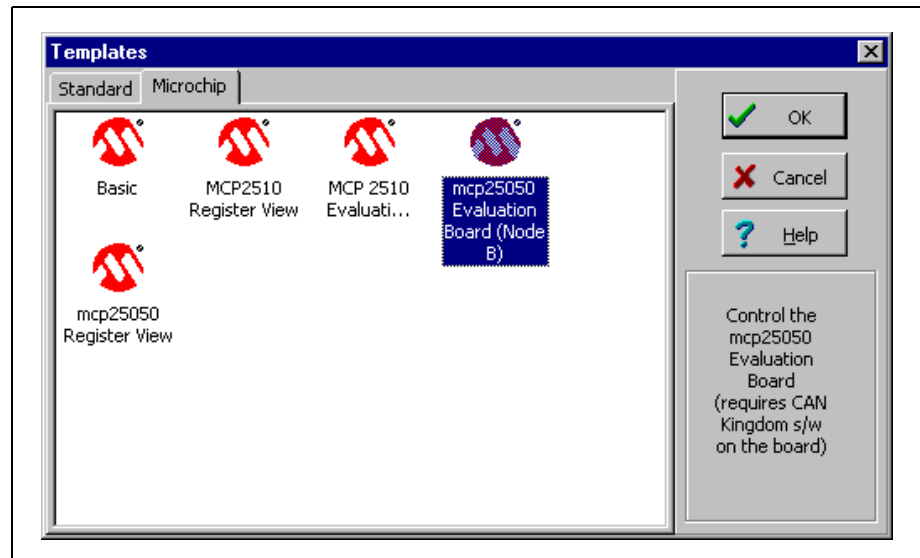 Templates
Standard
Microchip
Basic
MCP2510
Register View
MCP 2510
Evaluati...
mcp25050
Evaluation
Board (Node
B)
mcp25050
Register View
OK
Cancel
Help
Control the
mcp25050
Evaluation
Board
(requires CAN
Kingdom s/w
on the board)